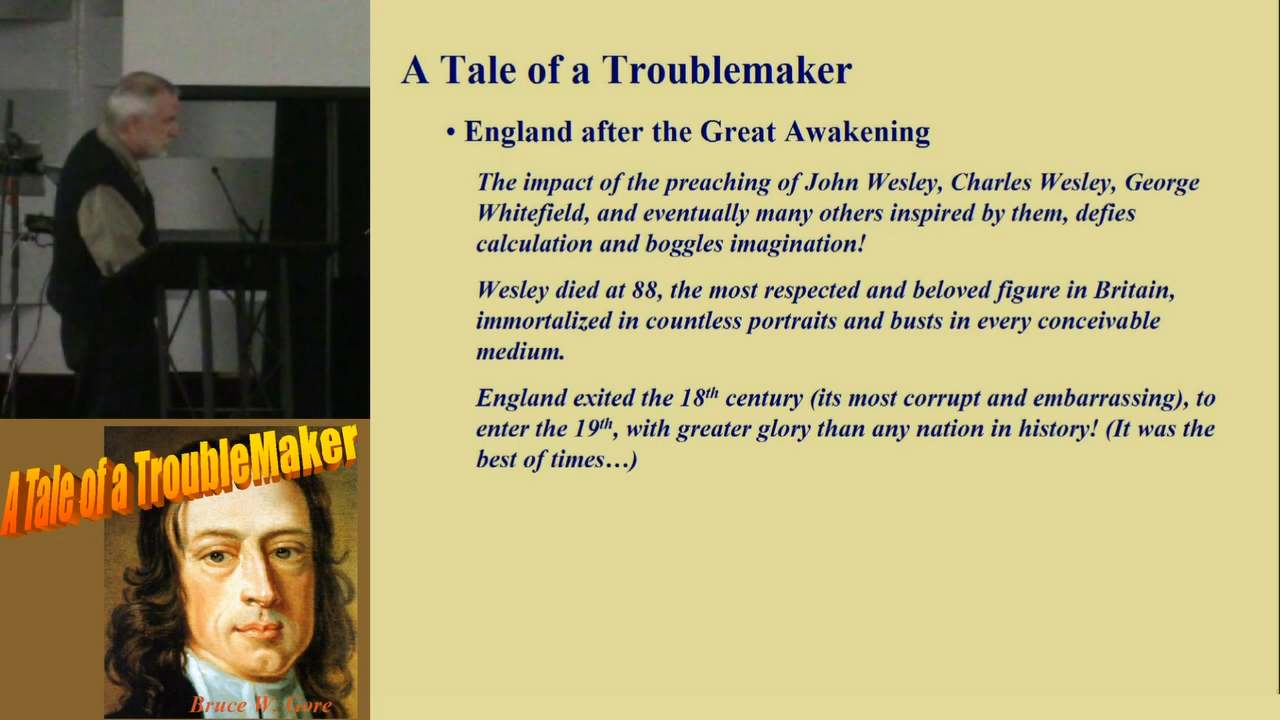 A Tale of a Troublemaker
• England after the Great Awakening
The impact of the preaching of John Wesley, Charles Wesley, George
Whitefield, and eventually many others inspired by them, defies
calculation and boggles imagination!
Wesley died at 88, the most respected and beloved figure in Britain,
immortalized in countless portraits and busts in every conceivable
medium.
England exited the 18th century (its most corrupt and embarrassing), to
enter the 19th, with greater glory than any nation in history! (It was the
best of times…)
A Tale of a TroubleMaker
Bruce W. Gore